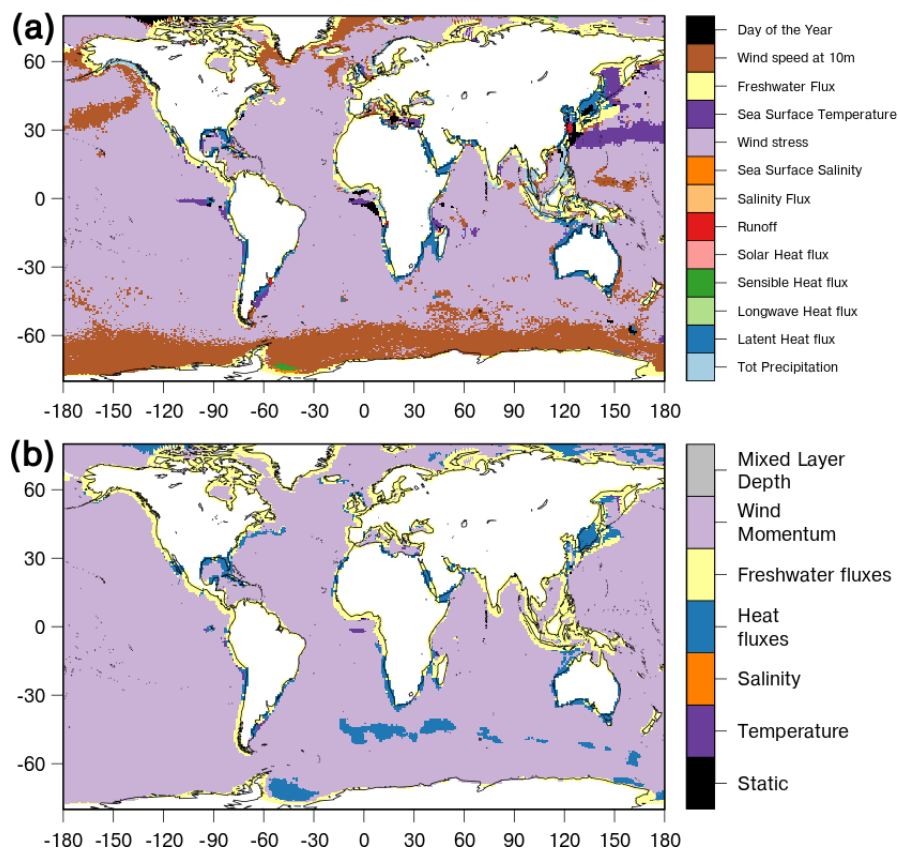 (a)
60
30
0
-30
-60
-180 -150 -120 -90 -60 -30 0 30 60 90 120 150 180
Day of the Year
Wind speed at 10m
Freshwater Flux
Sea Surface Temperature
Wind stress
Sea Surface Salinity
Salinity Flux
Runoff
Solar Heat flux
Sensible Heat flux
Longwave Heat flux
Latent Heat flux
Tot Precipitation
(b)
60
30
0
-30
-60
-180 -150 -120 -90 -60 -30 0 30 60 90 120 150 180
Mixed Layer
Depth
Wind
Momentum
Freshwater fluxes
Heat
fluxes
Salinity
Temperature
Static